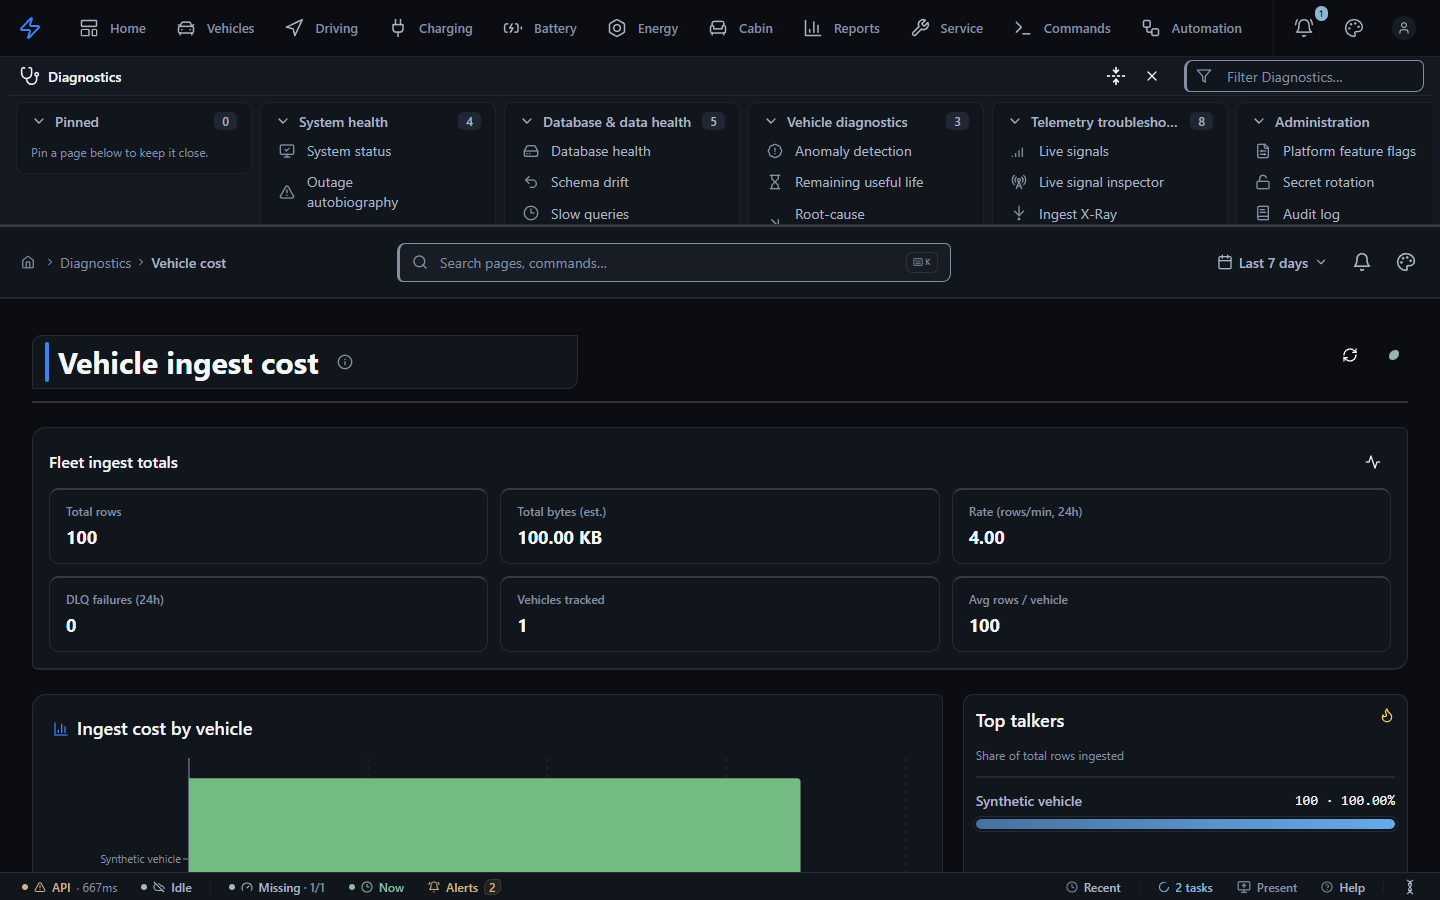 Home
Vehicles
Driving
Charging
Battery
Energy
Cabin
Reports
Service
Commands
Automation
1
Diagnostics
Filter Diagnostics...
Pinned 0
Pin a page below to keep it close.
System health 4
System status
Outage
autobiography
Database & data health 5
Database health
Schema drift
Slow queries
Vehicle diagnostics 3
Anomaly detection
Remaining useful life
Root-cause
Telemetry troublesho... 8
Live signals
Live signal inspector
Ingest X-Ray
Administration
Platform feature flags
Secret rotation
Audit log
Diagnostics
Vehicle cost
Search pages, commands...
K
Last 7 days
Vehicle ingest cost
Fleet ingest totals
Total rows
100
Total bytes (est.)
100.00 KB
Rate (rows/min, 24h)
4.00
DLQ failures (24h)
0
Vehicles tracked
1
Avg rows / vehicle
100
Ingest cost by vehicle
Synthetic vehicle
Top talkers
Share of total rows ingested
Synthetic vehicle 100 · 100.00%
API · 667ms
Idle
Missing · 1/1
Now
Alerts 2
Recent
2 tasks
Present
Help